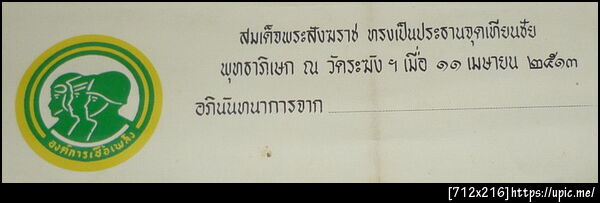 สมเด็จพระสังฆราช ทรงเป็นประธานจุดเทียนชัย
พุทธาภิเษก ณ วัดระฆัง ฯ เมื่อ ๑๑ เมษายน ๒๕๑๓
อภินันทนาการจาก
องค์การเชื้อเพลิง
[712x216]https://upic.me/